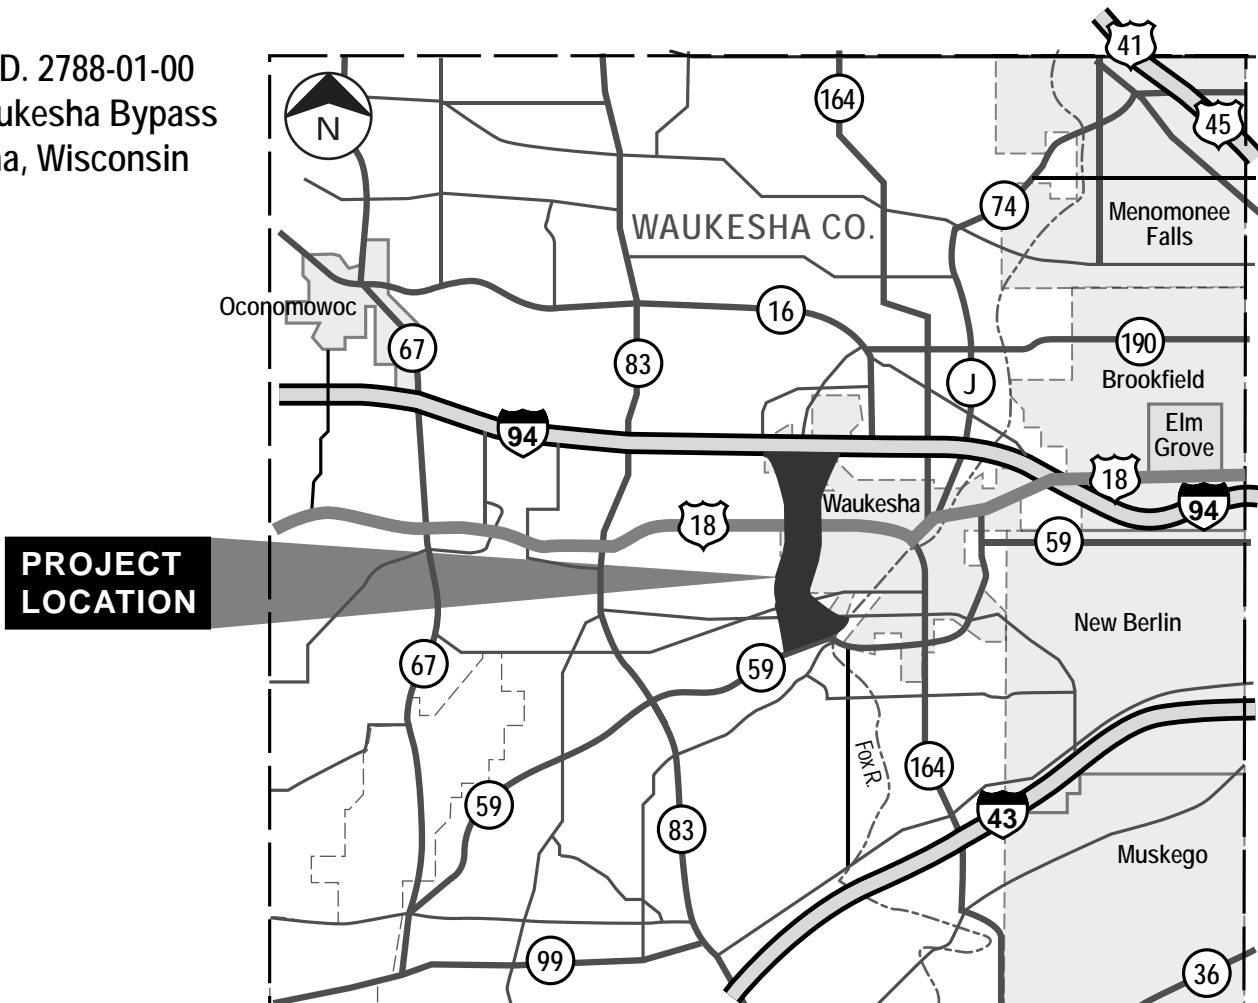 D. 2788-01-00
ukesha Bypass
na, Wisconsin
N
41
45
164
74
Menomonee
Falls
WAUKESHA CO.
Oconomowoc
16
67
83
190
J
Brookfield
Elm
Grove
94
18
Waukesha
18
94
59
PROJECT
LOCATION
New Berlin
67
59
Fox R.
164
59
83
43
Muskego
99
36